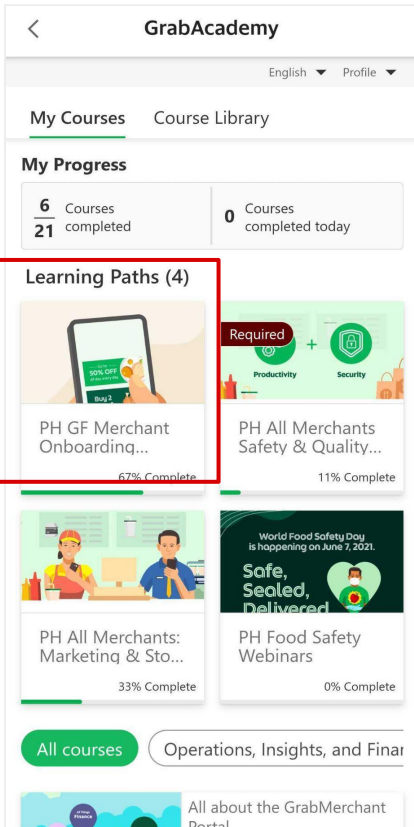 GrabAcademy
English Profile
My Courses Course Library
My Progress
6
21
Courses
completed
0 Courses
completed today
Learning Paths (4)
50% OFF
Buy 2
Required
+
Productivity Security
PH GF Merchant
Onboarding...
67% Complete
PH All Merchants
Safety & Quality...
11% Complete
World Food Safety Day
is happening on June 7, 2021.
Safe,
Sealed,
Delivered
PH All Merchants:
Marketing & Sto...
33% Complete
PH Food Safety
Webinars
0% Complete
All courses Operations, Insights, and Finan
All about the GrabMerchant
Portal
Finance